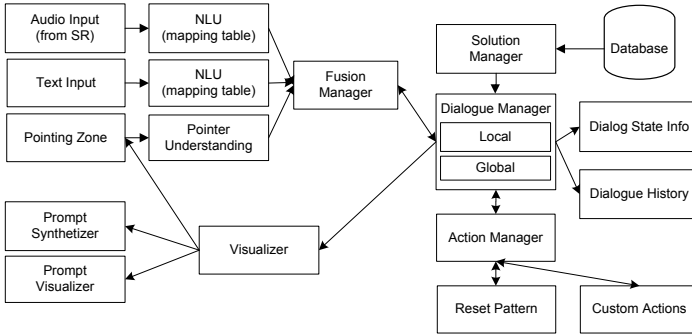 Audio Input
(from SR)
NLU
(mapping table)
Text Input
NLU
(mapping table)
Pointing Zone
Pointer
Understanding
Fusion
Manager
Solution
Manager
Database
Dialogue Manager
Local
Global
Dialog State Info
Dialogue History
Prompt
Synthetizer
Prompt
Visualizer
Visualizer
Action Manager
Reset Pattern
Custom Actions